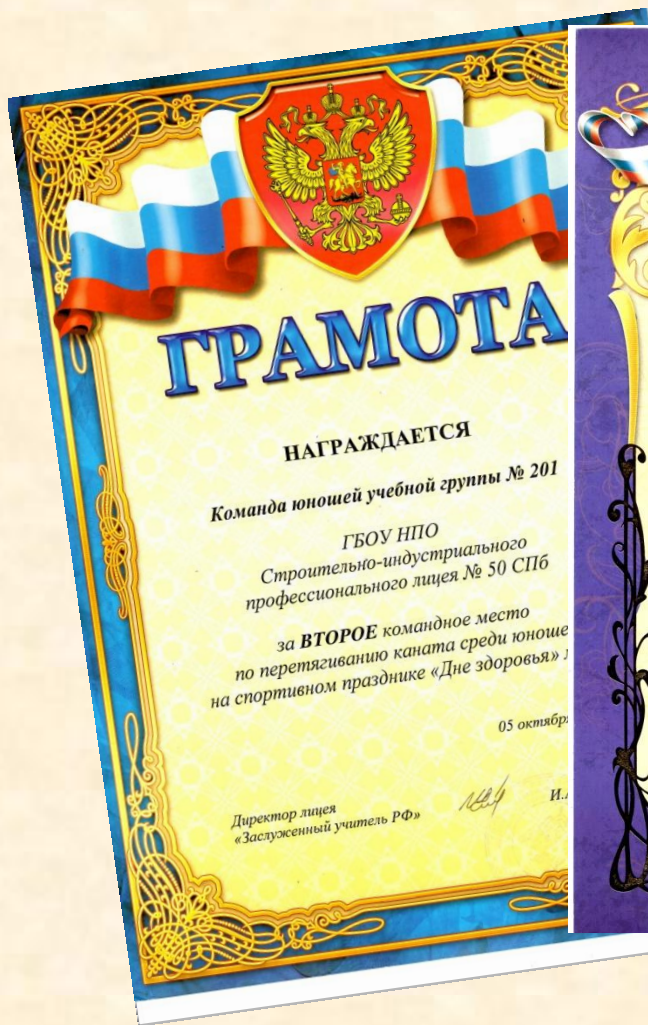 ГРАМОТА
НАГРАЖДАЕТСЯ
Команда юношей учебной группы № 201
ГБОУ НПО
Строительно-индустриального
профессионального лицея № 50 СПб
за ВТОРОЕ командное место
по перетягиванию каната среди юноше
на спортивном празднике «Дне здоровья»
05 октябр
Директор лицея
«Заслуженный учитель РФ»
И.